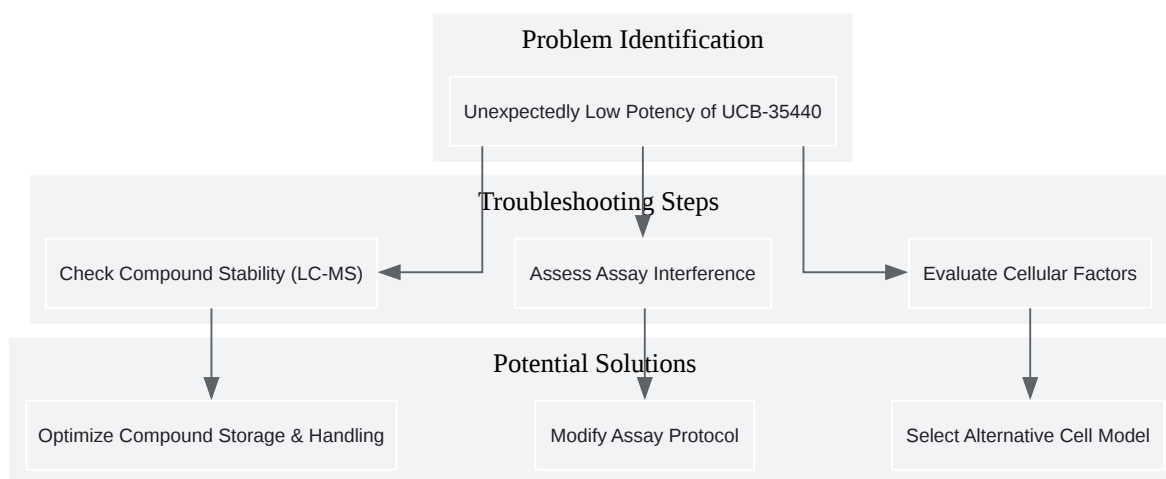 Problem Identification
Unexpectedly Low Potency of UCB-35440
Troubleshooting Steps
Check Compound Stability (LC-MS)
Assess Assay Interference
Evaluate Cellular Factors
Potential Solutions
Optimize Compound Storage & Handling
Modify Assay Protocol
Select Alternative Cell Model